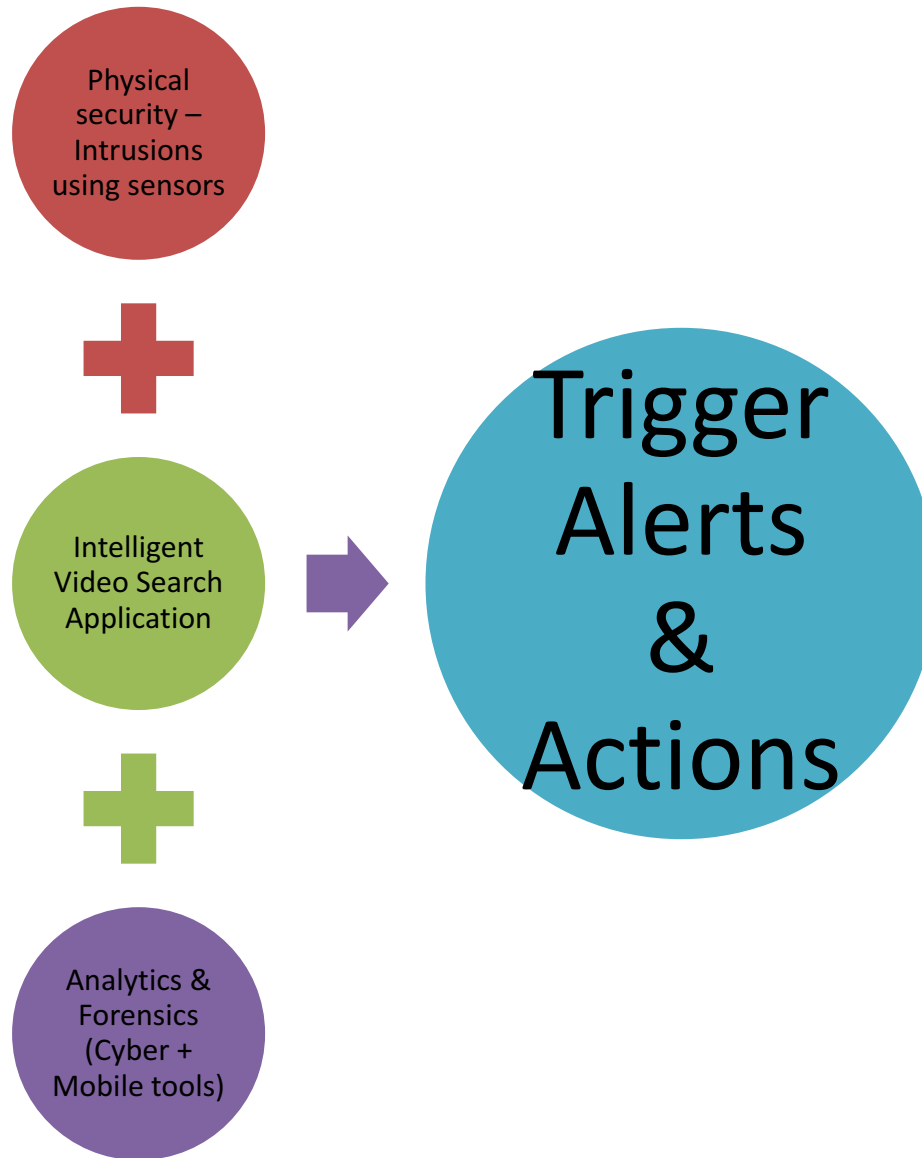 Physical
security –
Intrusions
using sensors
Intelligent
Video Search
Application
Analytics &
Forensics
(Cyber +
Mobile tools)
Trigger
Alerts
&
Actions